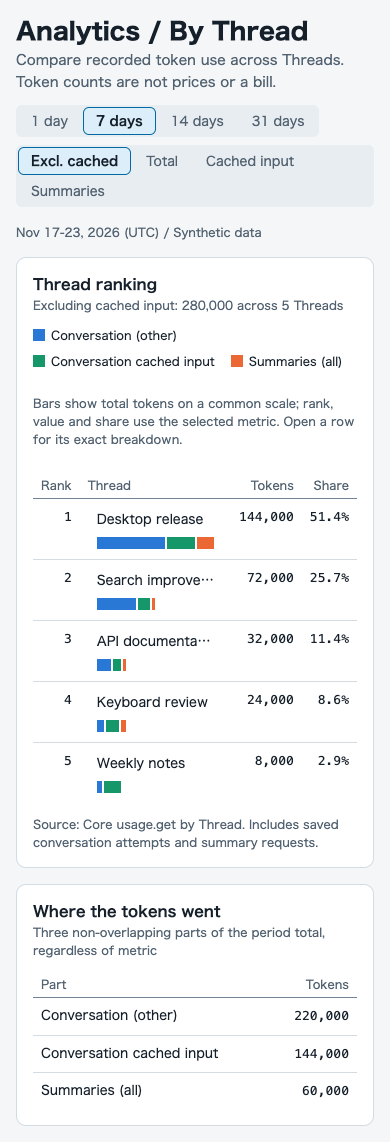 Analytics / By Thread
Compare recorded token use across Threads.
Token counts are not prices or a bill.
1 day 7 days 14 days 31 days
Excl. cached Total Cached input
Summaries
Nov 17-23, 2026 (UTC) / Synthetic data
Thread ranking
Excluding cached input: 280,000 across 5 Threads
Conversation (other)
Conversation cached input Summaries (all)
Bars show total tokens on a common scale; rank,
value and share use the selected metric. Open a row
for its exact breakdown.
Rank Thread Tokens Share
1 Desktop release 144,000 51.4%
2 Search improve⋯ 72,000 25.7%
3 API documenta⋯ 32,000 11.4%
4 Keyboard review 24,000 8.6%
5 Weekly notes 8,000 2.9%
Source: Core usage.get by Thread. Includes saved
conversation attempts and summary requests.
Where the tokens went
Three non-overlapping parts of the period total,
regardless of metric
Part Tokens
Conversation (other) 220,000
Conversation cached input 144,000
Summaries (all) 60,000